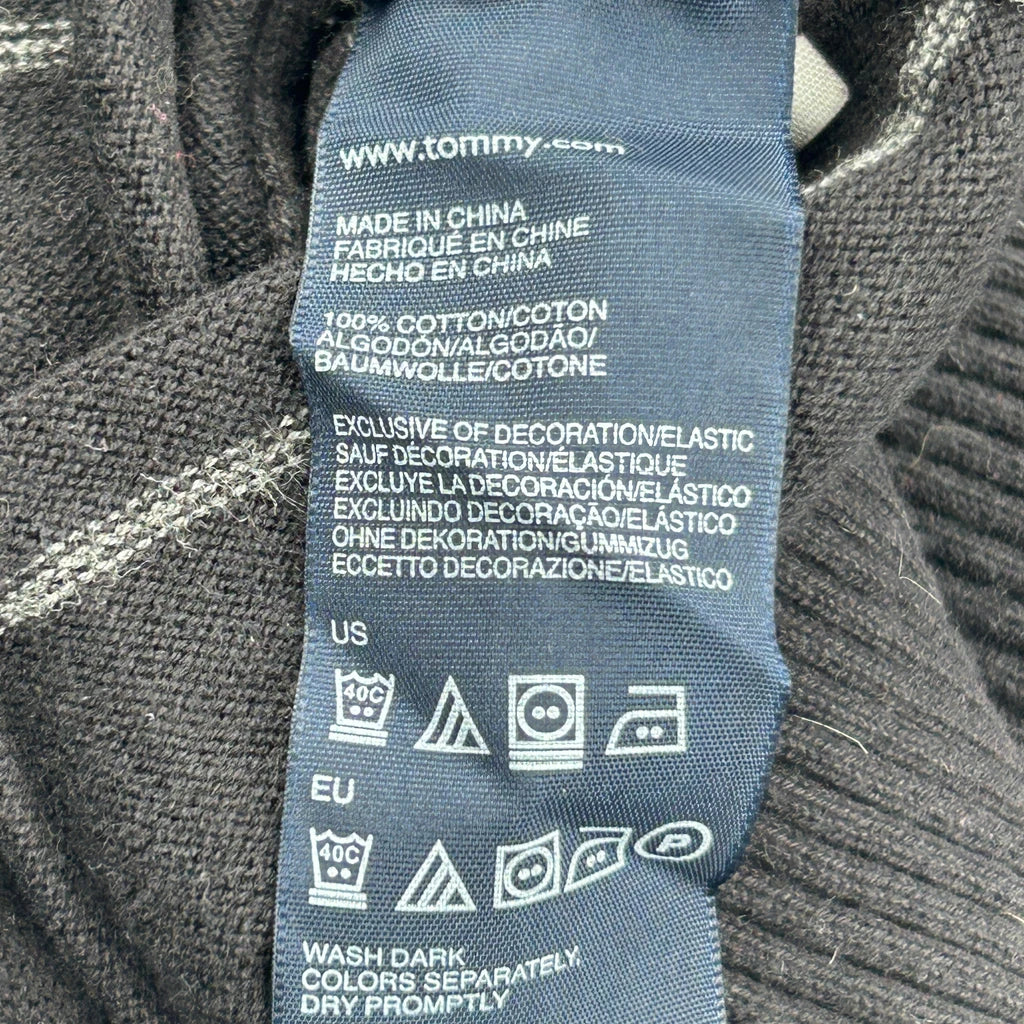 www.tommy.com
MADE IN CHINA
FABRIQUÉ EN CHINE
HECHO EN CHINA
100% COTTON/COTON
ALGODÓN/ALGODÃO/
BAUMWOLLE/COTONE
EXCLUSIVE OF DECORATION/ELASTIC
SAUF DÉCORATION/ÉLASTIQUE
EXCLUYE LA DECORACIÓN/ELÁSTICO
EXCLUINDO DECORAÇÃO/ELÁSTICO
OHNE DEKORATION/GUMMIZUG
ECCETTO DECORAZIONE/ELASTICO
US
40C
EU
40C
P
WASH DARK
COLORS SEPARATELY.
DRY PROMPTLY